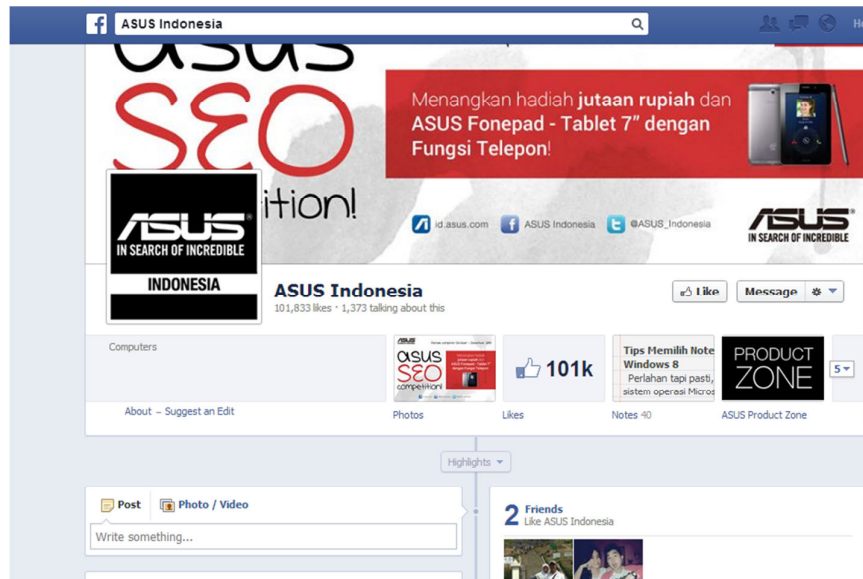 ASUS Indonesia
asus
SEO
Menangkan hadiah jutaan rupiah dan
ASUS Fonepad - Tablet 7” dengan
Fungsi Telepon!
ition!
id.asus.com
ASUS Indonesia
@ASUS_Indonesia
ASUS
IN SEARCH OF INCREDIBLE
ASUS
IN SEARCH OF INCREDIBLE
INDONESIA
ASUS Indonesia
101,833 likes · 1,373 talking about this
Like
Message
Computers
About – Suggest an Edit
asus
SEO
competition!
Photos
101k
Likes
Tips Memilih Note
Windows 8
Perlahan tapi pasti,
sistem operasi Micros
Notes 40
PRODUCT
ZONE
ASUS Product Zone
5
Highlights
Post
Photo / Video
Write something...
2 Friends
Like ASUS Indonesia